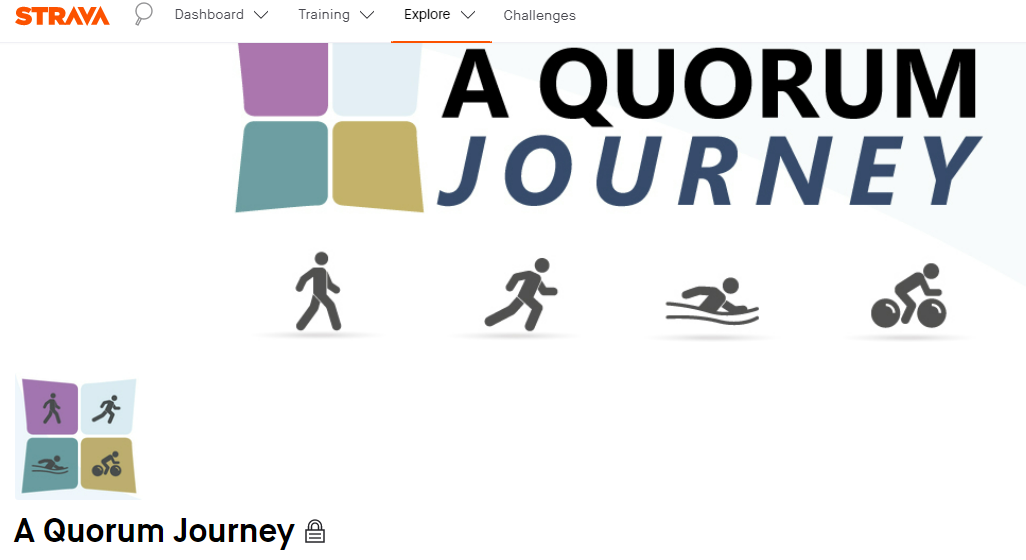 STRAVA Dashboard Training Explore Challenges
A QUORUM
JOURNEY
A Quorum Journey